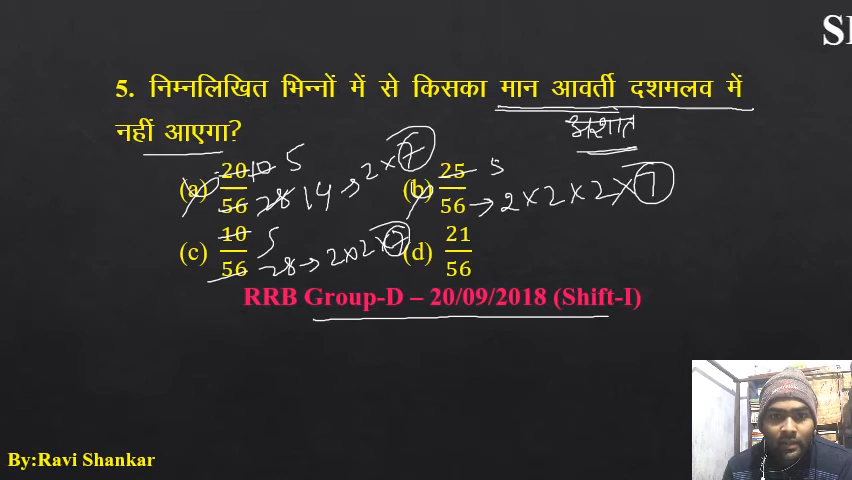 SI
5. निम्नलिखित भिन्नों में से किसका मान आवर्ती दशमलव में
नहीं आएगा?
अशांत
(a) 20/56 10 28 5 14 → 2 × 7
(b) 25/56 5 → 2 × 2 × 2 × 7
(c) 10/56 5 28 → 2 × 2 × 7
(d) 21/56
RRB Group-D – 20/09/2018 (Shift-I)
By:Ravi Shankar